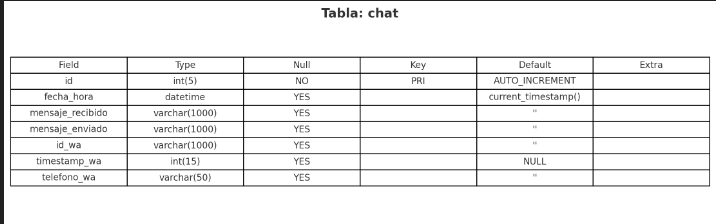 Tabla: chat
Field Type Null Key Default Extra
id int(5) NO PRI AUTO_INCREMENT
fecha_hora datetime YES current_timestamp()
mensaje_recibido varchar(1000) YES ''
mensaje_enviado varchar(1000) YES ''
id_wa varchar(1000) YES ''
timestamp_wa int(15) YES NULL
telefono_wa varchar(50) YES ''